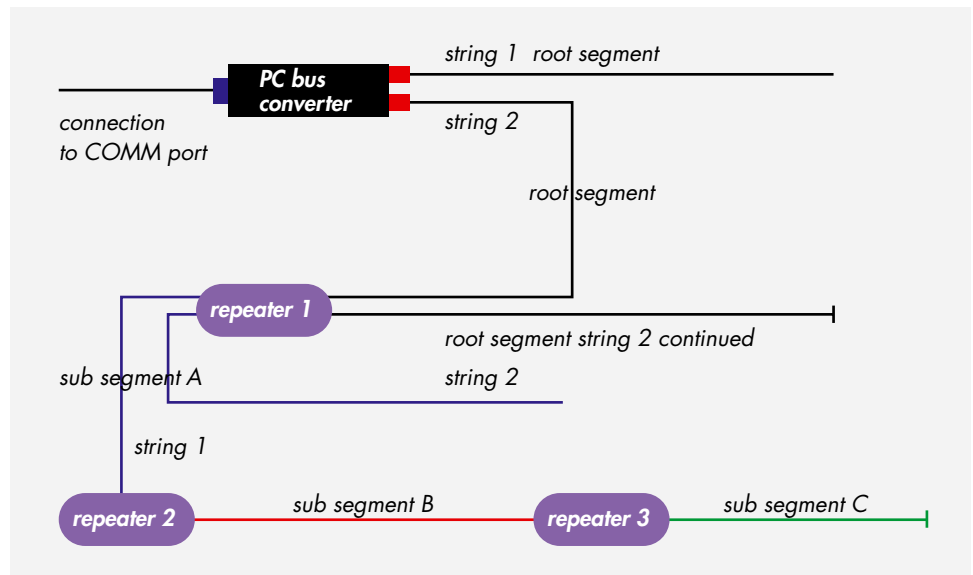 string 1 root segment
PC bus
converter
string 2
connection
to COMM port
root segment
repeater 1
root segment string 2 continued
sub segment A
string 2
string 1
sub segment B
sub segment C
repeater 2
repeater 3